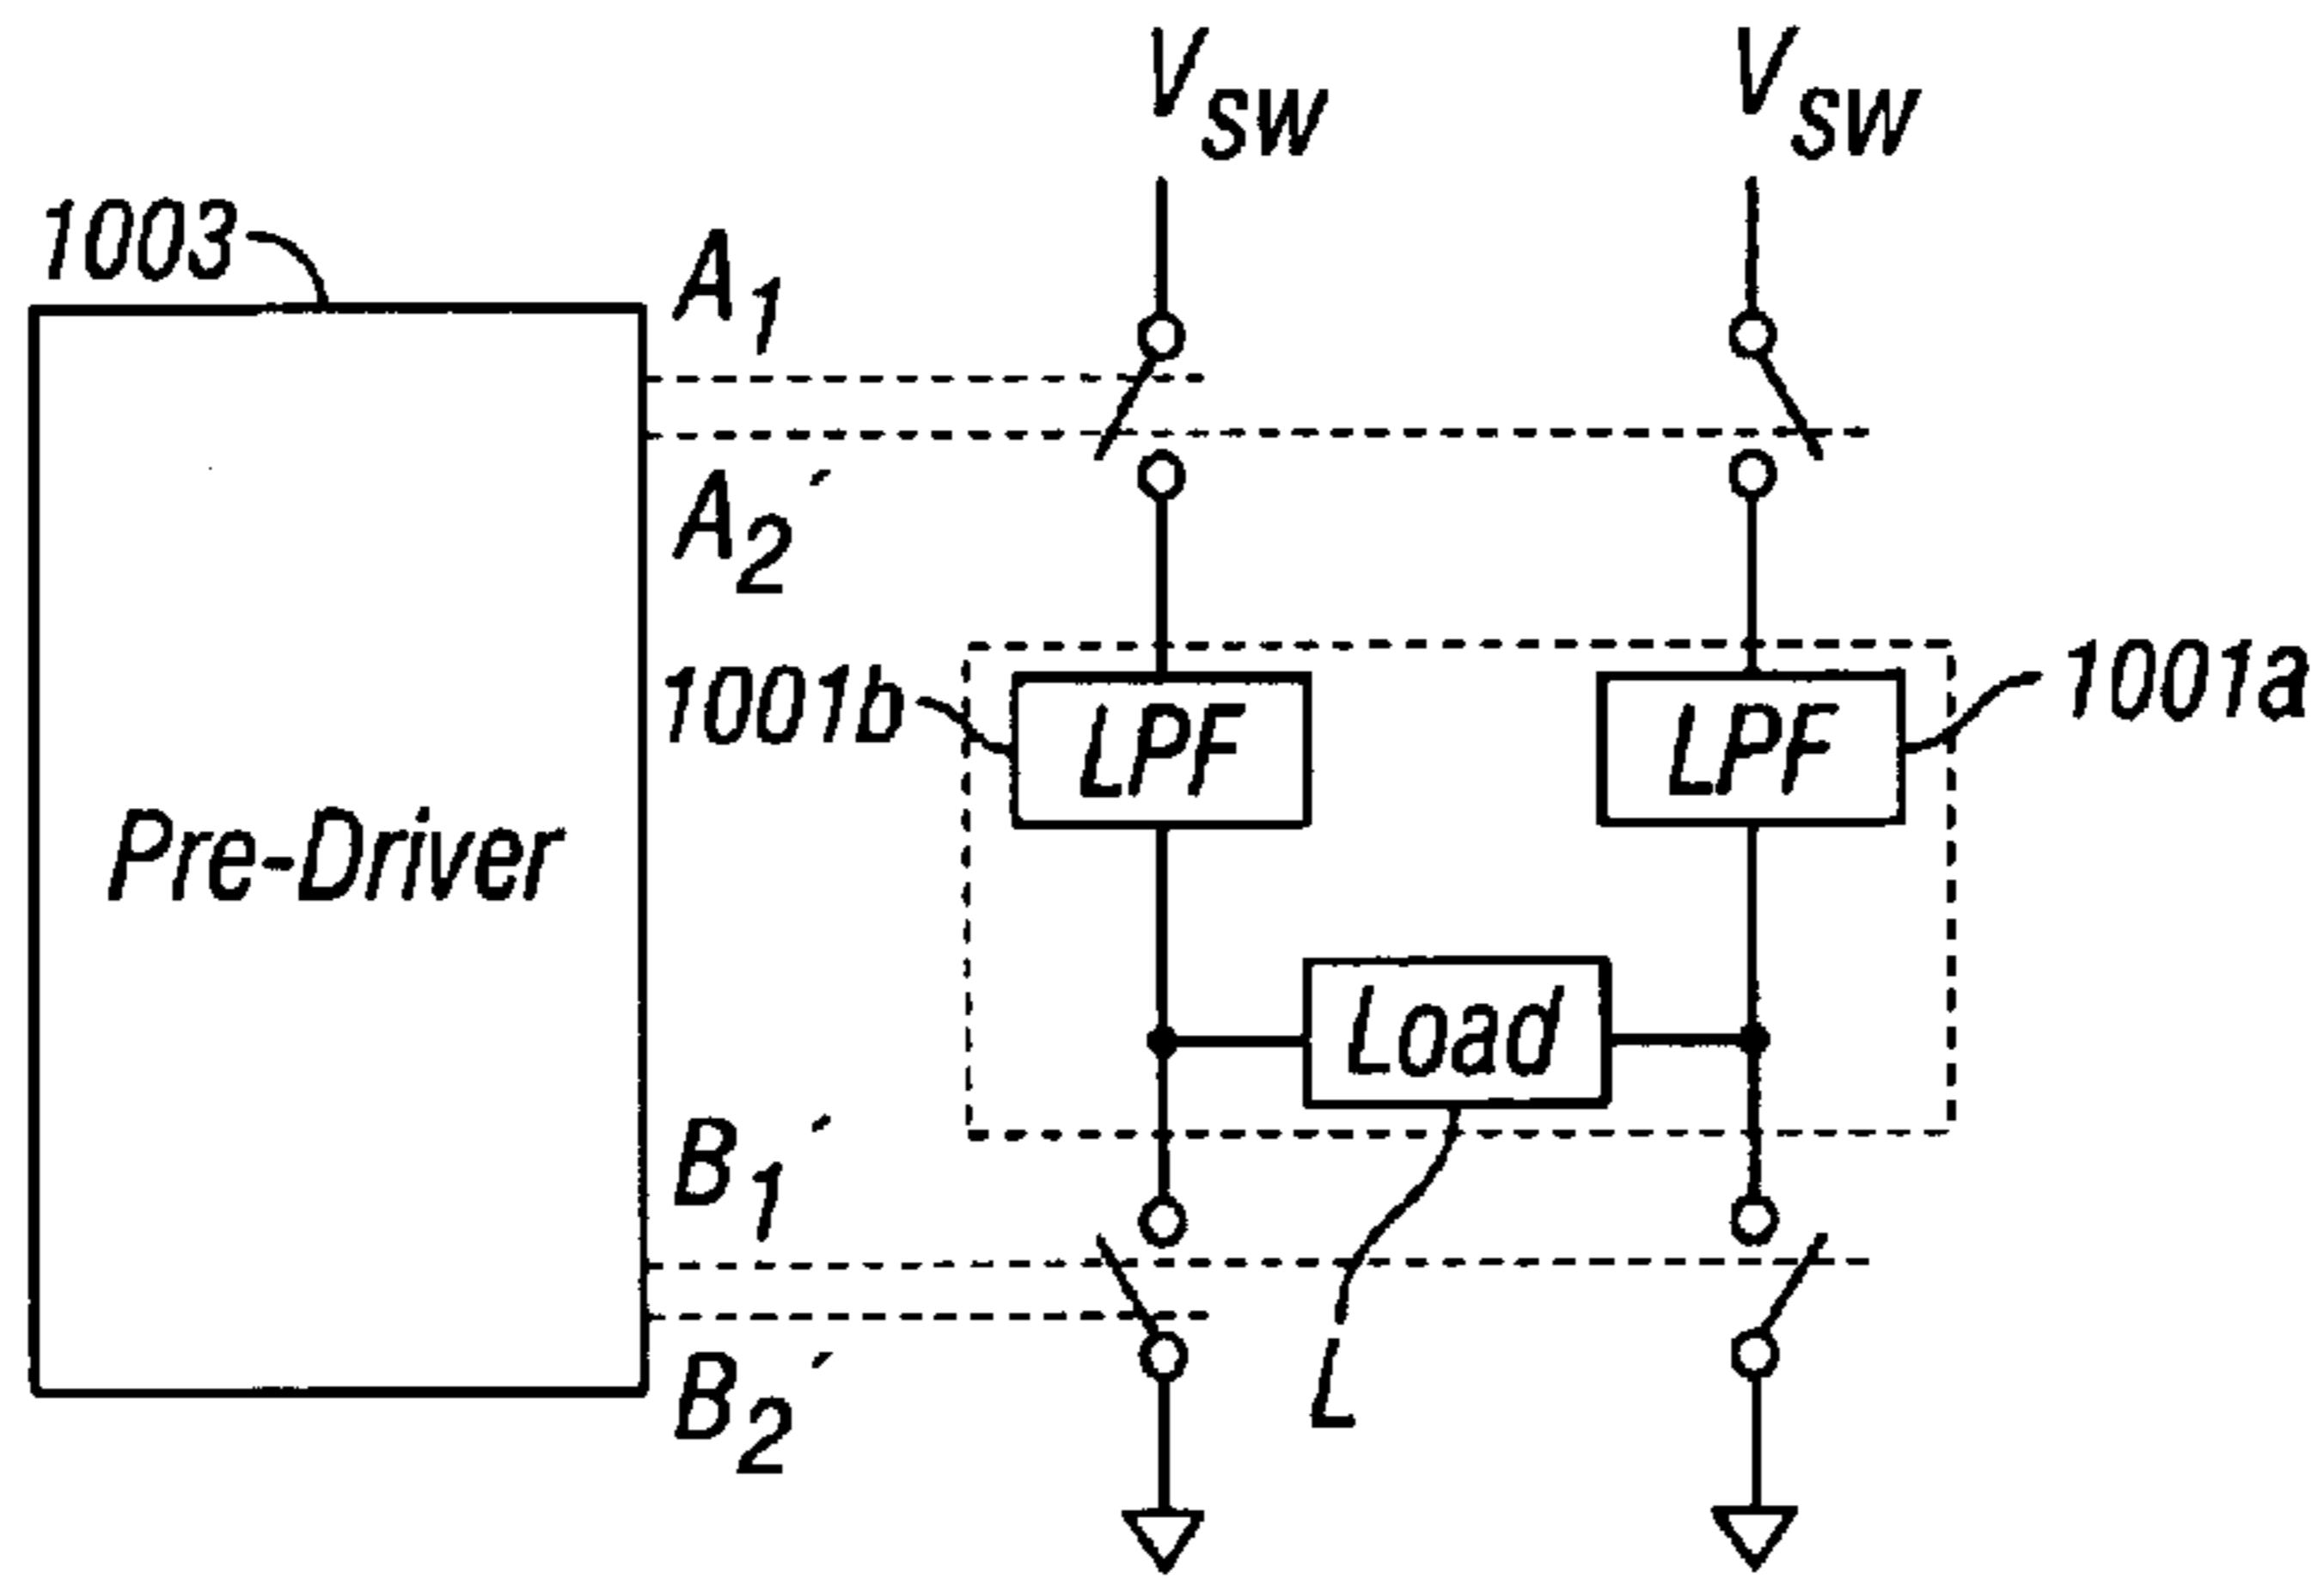 V_SW
V_SW
1003
A_1
A_2′
1001b
LPF
LPF
1001a
Pre-Driver
Load
B_1′
B_2′
L